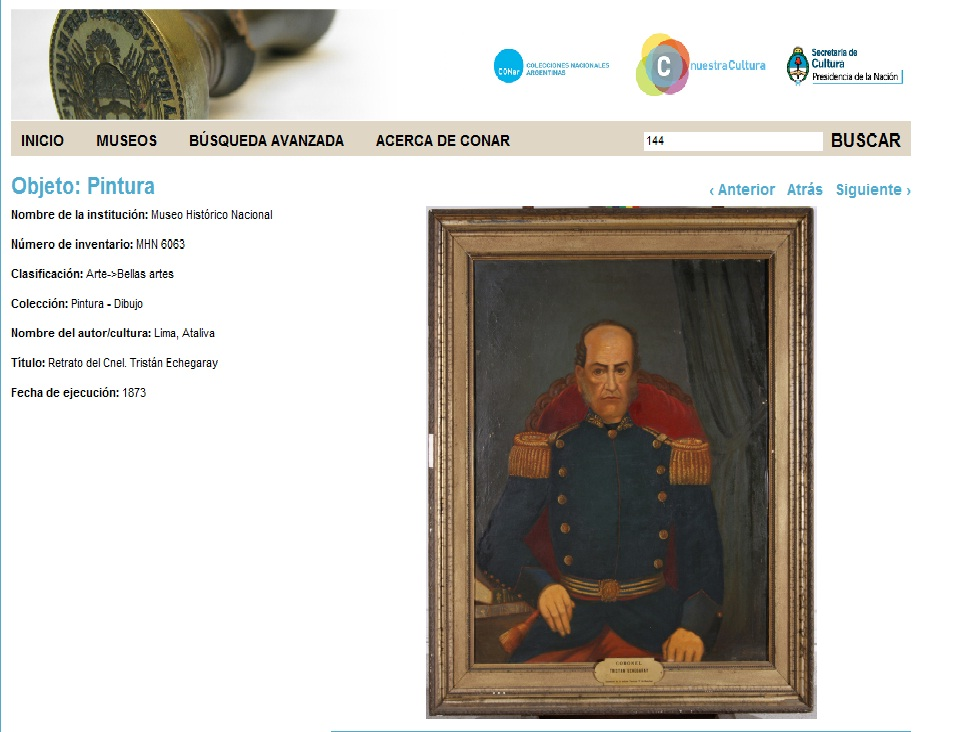 CONar COLECCIONES NACIONALES
ARGENTINAS
C nuestraCultura
Secretaría de
Cultura
Presidencia de la Nación
INICIO MUSEOS BÚSQUEDA AVANZADA ACERCA DE CONAR 144 BUSCAR
Objeto: Pintura
‹ Anterior Atrás Siguiente ›
Nombre de la institución: Museo Histórico Nacional
Número de inventario: MHN 6063
Clasificación: Arte->Bellas artes
Colección: Pintura - Dibujo
Nombre del autor/cultura: Lima, Ataliva
Título: Retrato del Cnel. Tristán Echegaray
Fecha de ejecución: 1873
CORONEL
TRISTAN ECHEGARAY